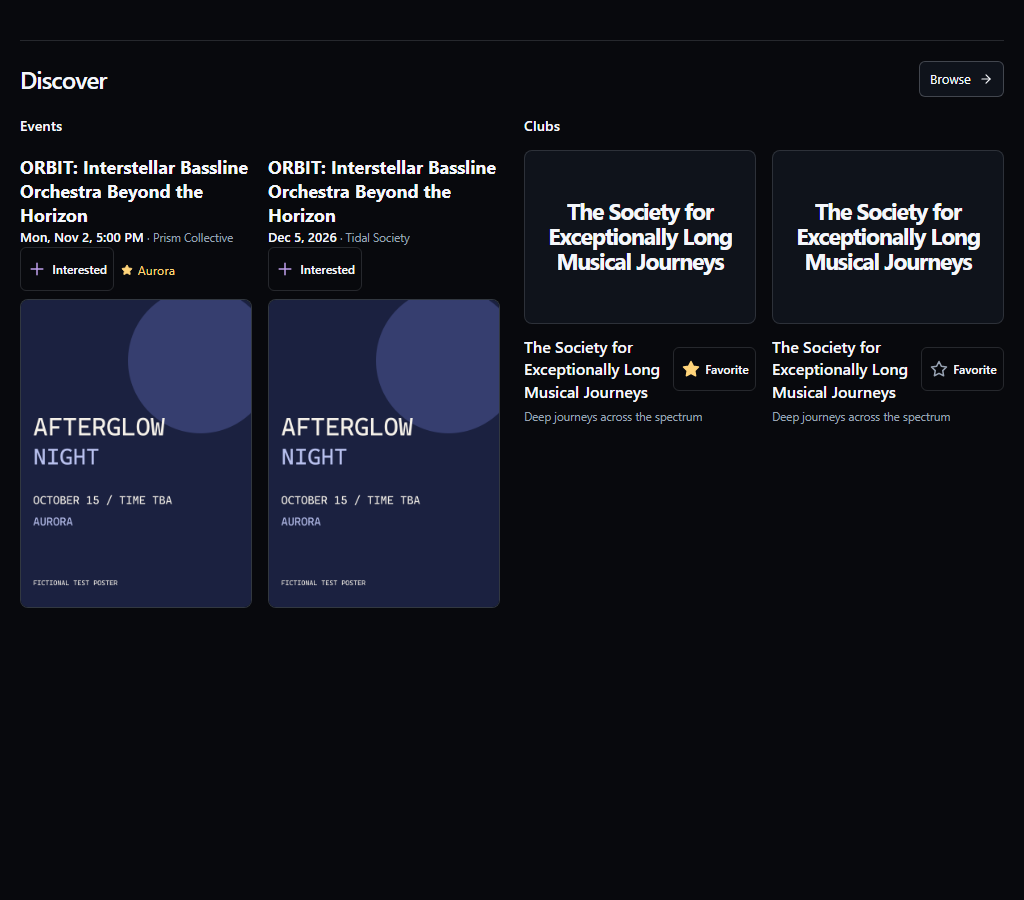 Discover
Browse
Events
ORBIT: Interstellar Bassline
Orchestra Beyond the
Horizon
Mon, Nov 2, 5:00 PM · Prism Collective
Interested
Aurora
AFTERGLOW
NIGHT
OCTOBER 15 / TIME TBA
AURORA
FICTIONAL TEST POSTER
ORBIT: Interstellar Bassline
Orchestra Beyond the
Horizon
Dec 5, 2026 · Tidal Society
Interested
AFTERGLOW
NIGHT
OCTOBER 15 / TIME TBA
AURORA
FICTIONAL TEST POSTER
Clubs
The Society for
Exceptionally Long
Musical Journeys
The Society for
Exceptionally Long
Musical Journeys
Favorite
Deep journeys across the spectrum
The Society for
Exceptionally Long
Musical Journeys
The Society for
Exceptionally Long
Musical Journeys
Favorite
Deep journeys across the spectrum